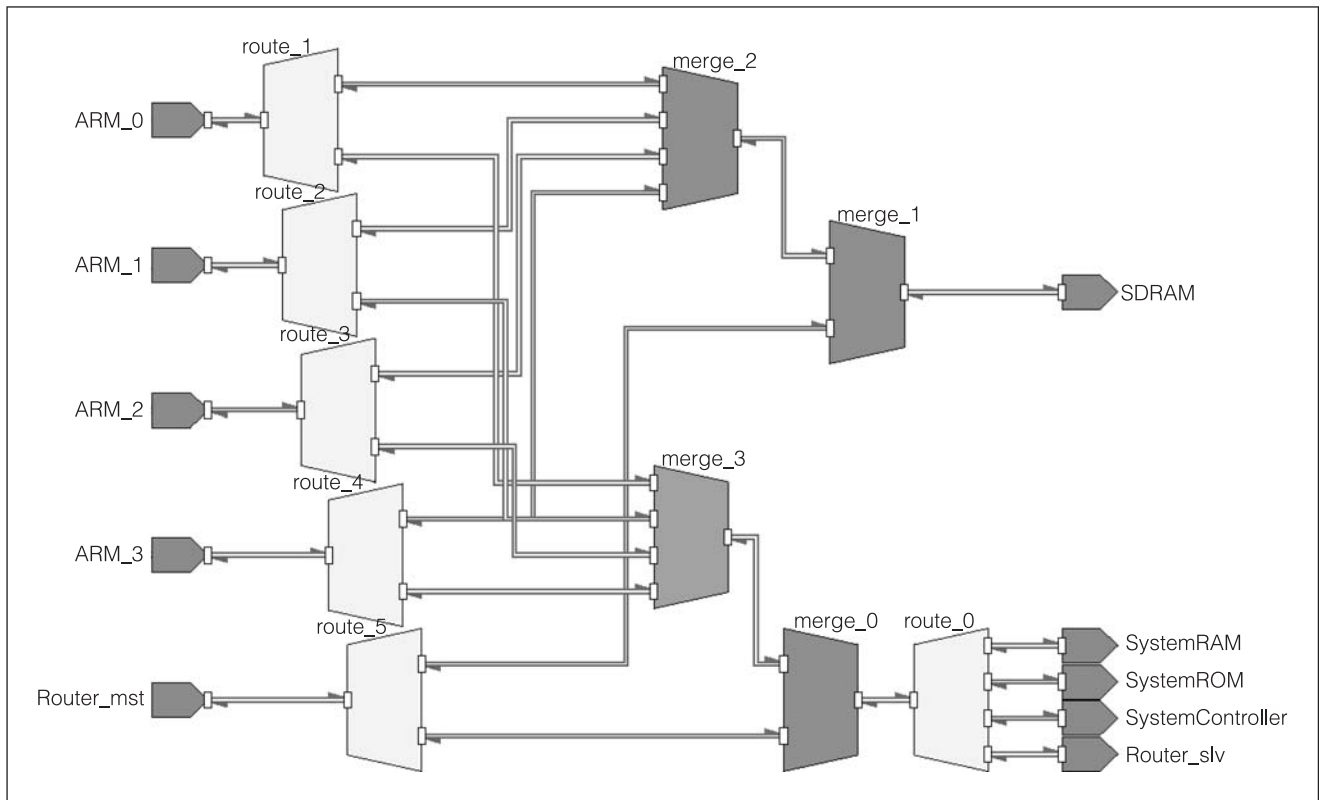 route_1
merge_2
ARM_0
route_2
merge_1
ARM_1
SDRAM
route_3
ARM_2
merge_3
route_4
ARM_3
route_5
merge_0
route_0
SystemRAM
SystemROM
Router_mst
SystemController
Router_slv